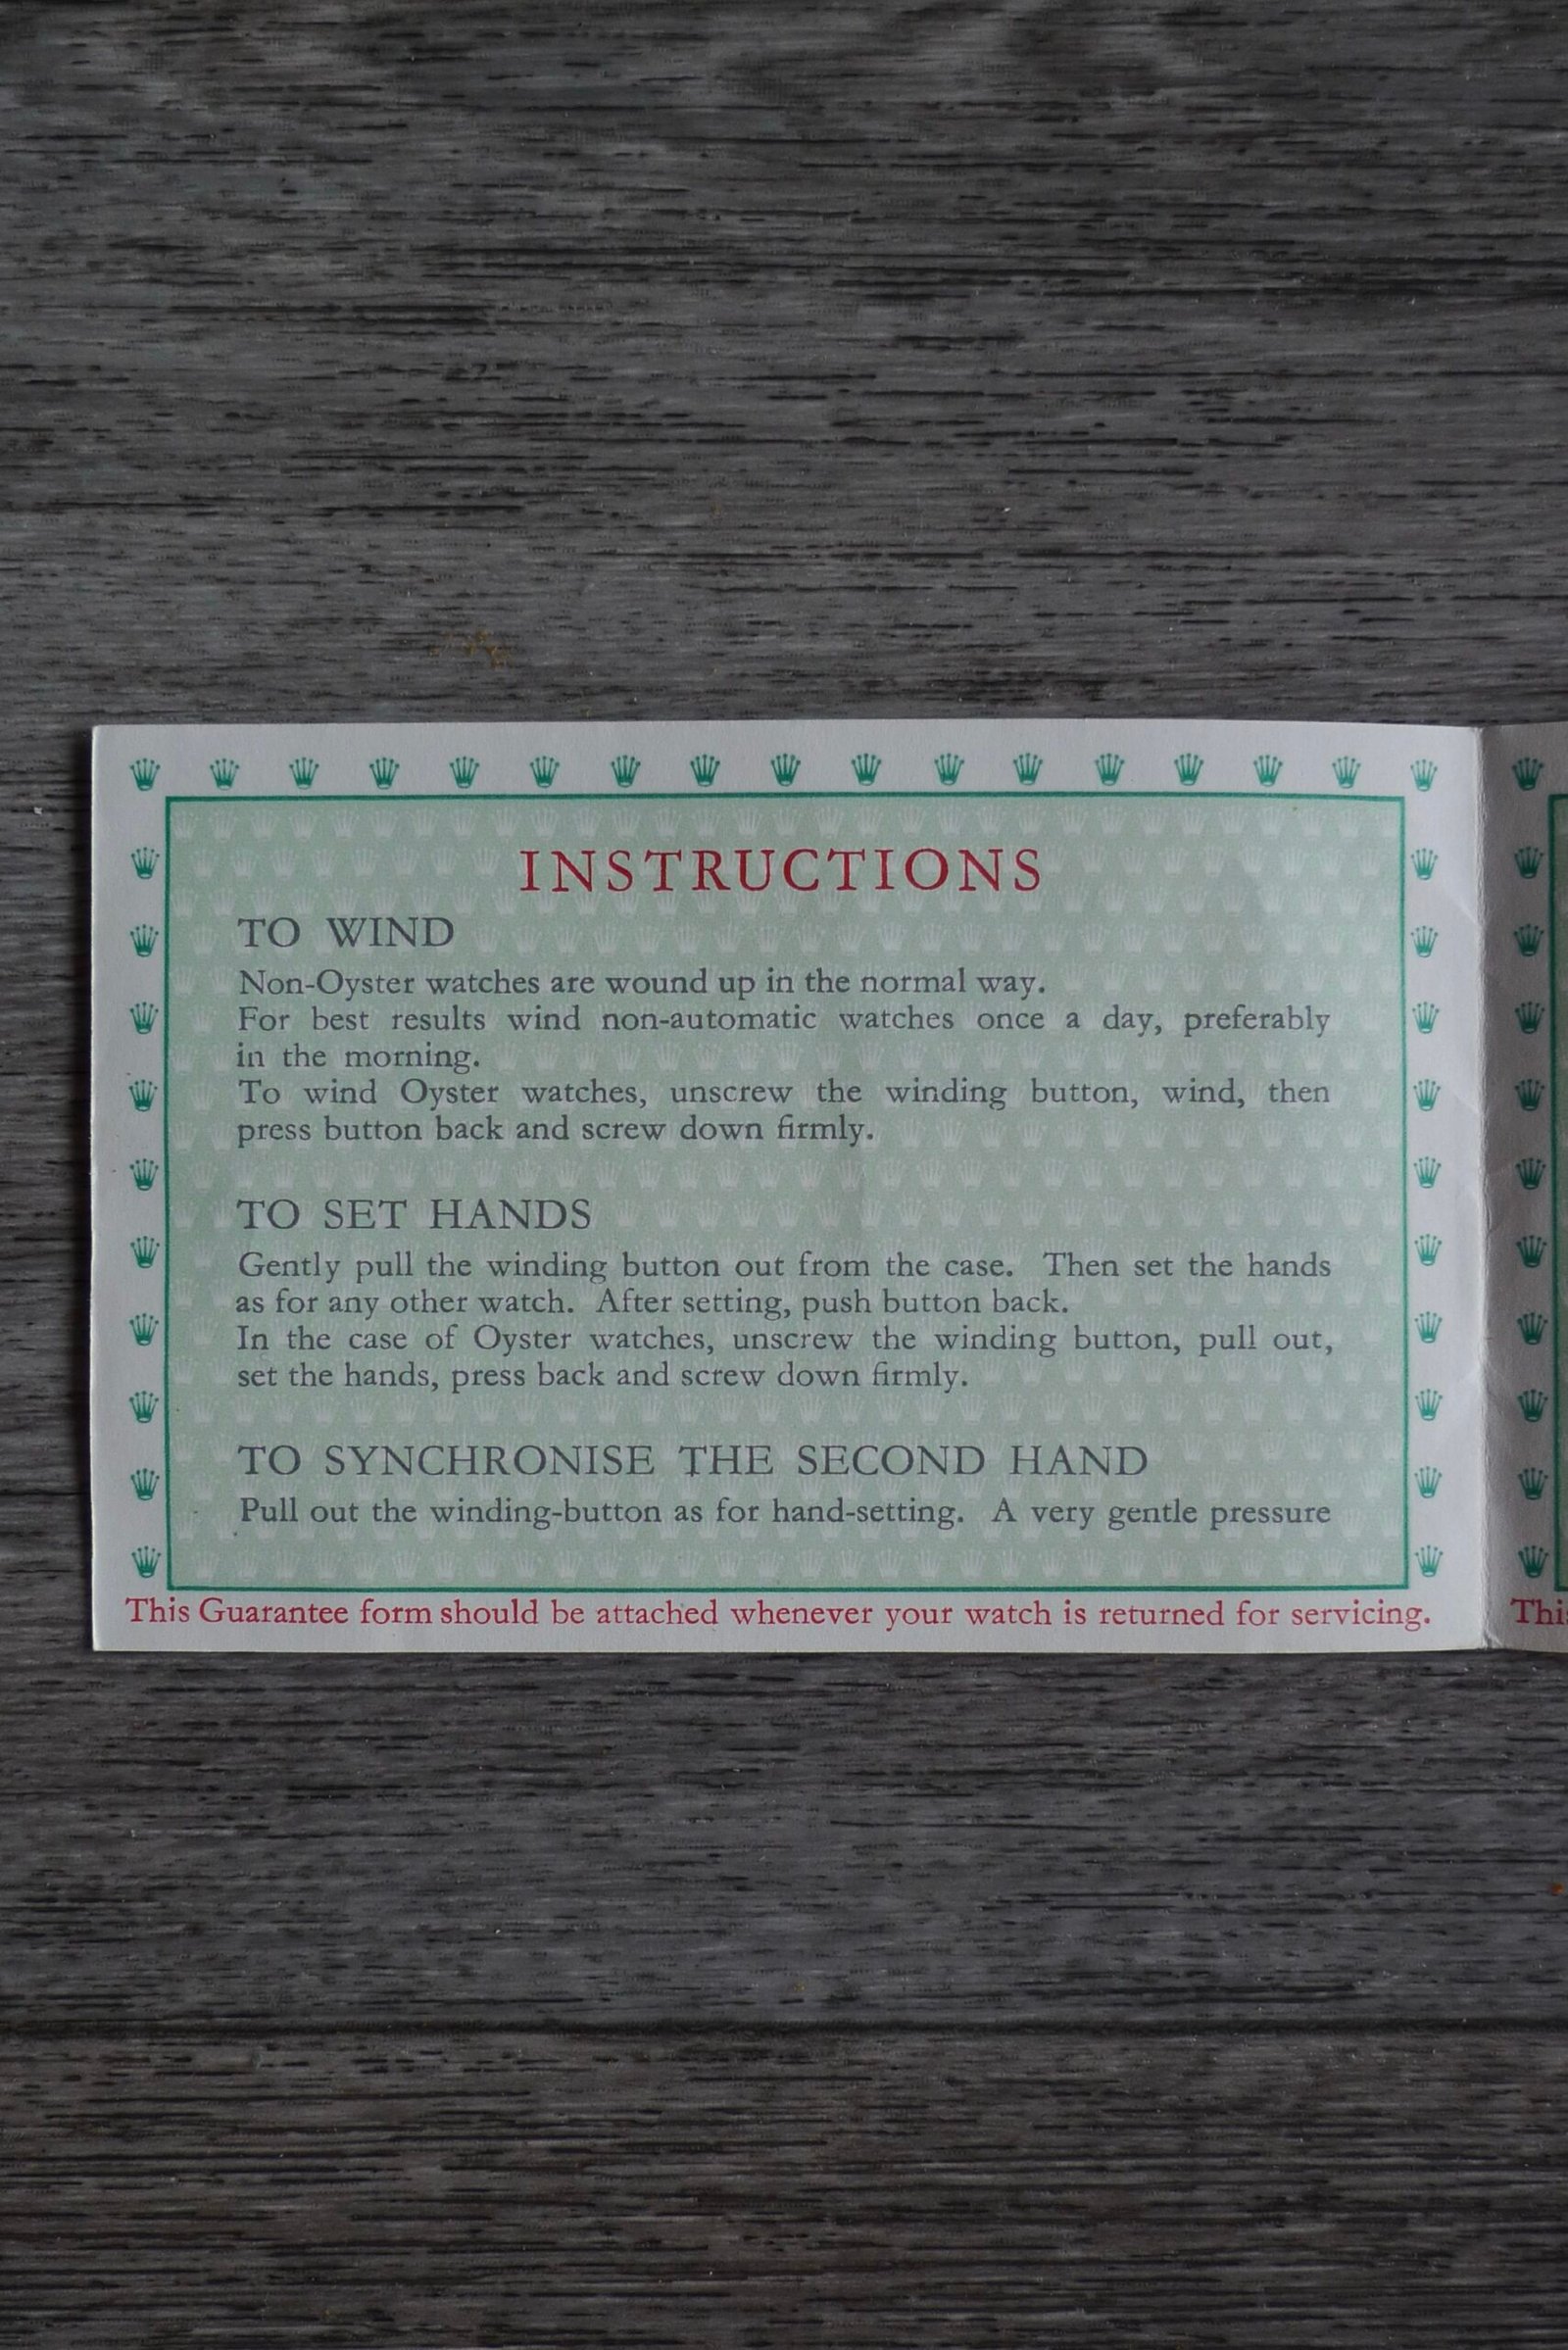 INSTRUCTIONS
TO WIND
Non-Oyster watches are wound up in the normal way.
For best results wind non-automatic watches once a day, preferably
in the morning.
To wind Oyster watches, unscrew the winding button, wind, then
press button back and screw down firmly.
TO SET HANDS
Gently pull the winding button out from the case. Then set the hands
as for any other watch. After setting, push button back.
In the case of Oyster watches, unscrew the winding button, pull out,
set the hands, press back and screw down firmly.
TO SYNCHRONISE THE SECOND HAND
Pull out the winding-button as for hand-setting. A very gentle pressure
This Guarantee form should be attached whenever your watch is returned for servicing.